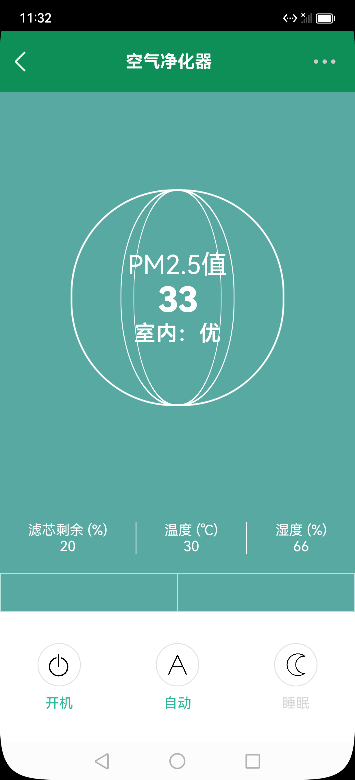 11:32
空气净化器
PM2.5值
33
室内：优
滤芯剩余 (%)
20
温度 (℃)
30
湿度 (%)
66
开机
A
自动
睡眠